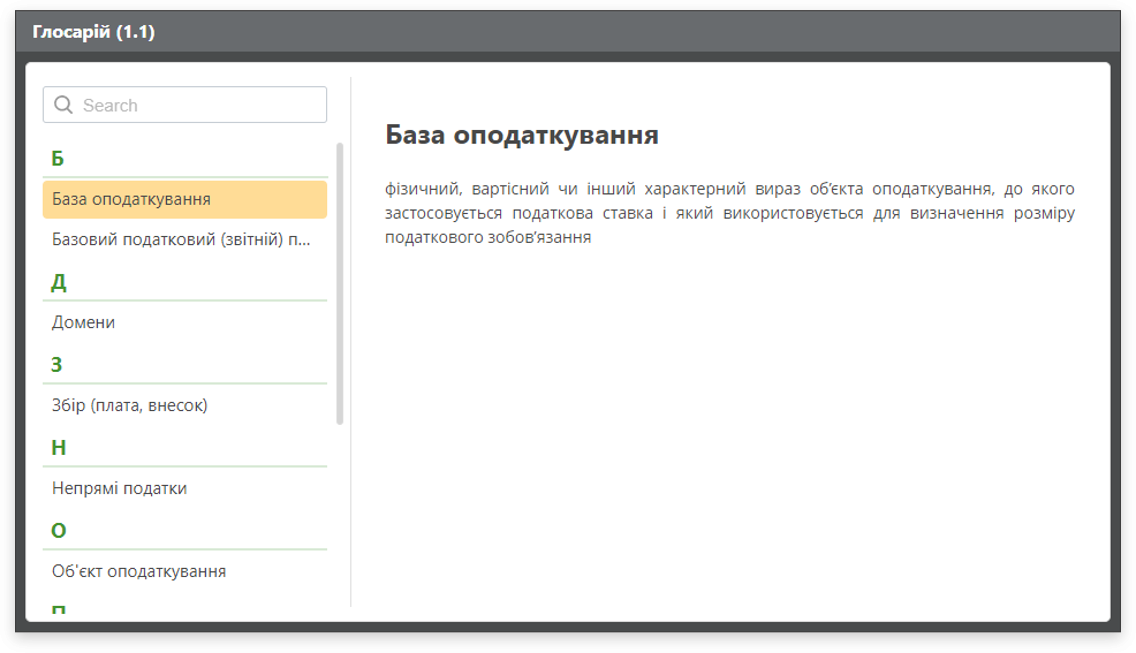 Глосарій (1.1)
Search
Б
База оподаткування
Базовий податковий (звітній) п...
Д
Домени
З
Збір (плата, внесок)
Н
Непрямі податки
О
Об'єкт оподаткування
П
База оподаткування
фізичний, вартісний чи інший характерний вираз об’єкта оподаткування, до якого
застосовується податкова ставка і який використовується для визначення розміру
податкового зобов’язання